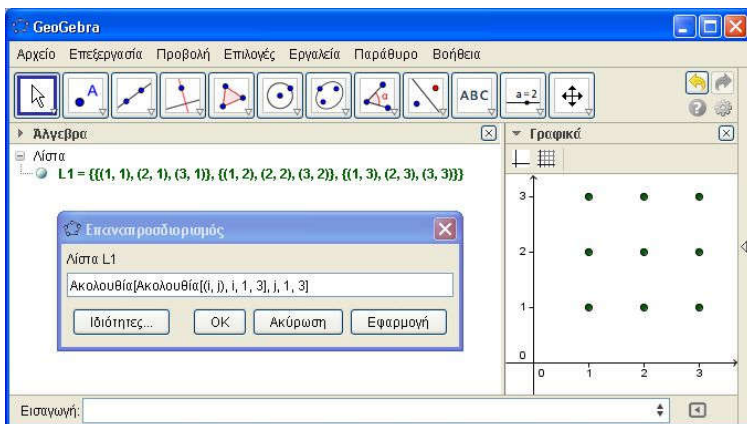 GeoGebra
Αρχείο Επεξεργασία Προβολή Επιλογές Εργαλεία Παράθυρο Βοήθεια
A
α
ABC
a=2
Άλγεβρα
Γραφικά
Λίστα
L1 = {{(1, 1), (2, 1), (3, 1)}, {(1, 2), (2, 2), (3, 2)}, {(1, 3), (2, 3), (3, 3)}}
Επαναπροσδιορισμός
Λίστα L1
Ακολουθία[Ακολουθία[(i, j), i, 1, 3], j, 1, 3]
Ιδιότητες... OK Ακύρωση Εφαρμογή
3
2
1
0
0 1 2 3
Εισαγωγή: